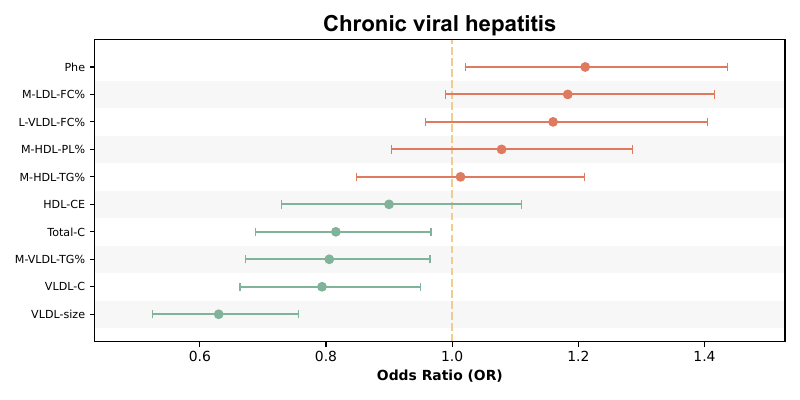 Chronic viral hepatitis
Phe
M-LDL-FC%
L-VLDL-FC%
M-HDL-PL%
M-HDL-TG%
HDL-CE
Total-C
M-VLDL-TG%
VLDL-C
VLDL-size
0.6 0.8 1.0 1.2 1.4
Odds Ratio (OR)